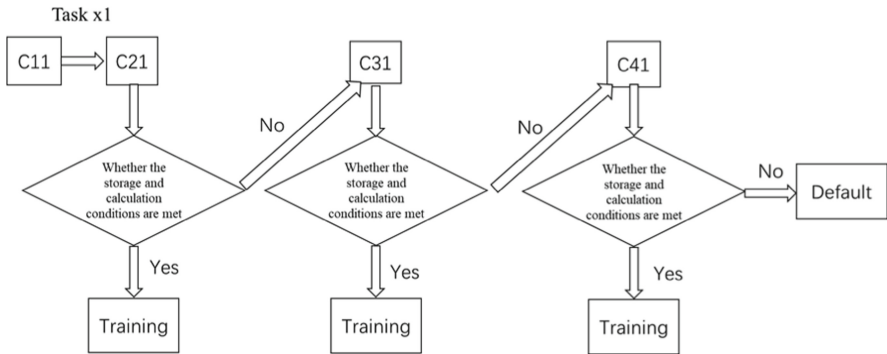 Task x1
C11
C21
C31
C41
No
No
No
Whether the
storage and
calculation
conditions are met
Whether the
storage and
calculation
conditions are met
Whether the
storage and
calculation
conditions are met
Default
Yes
Yes
Yes
Training
Training
Training